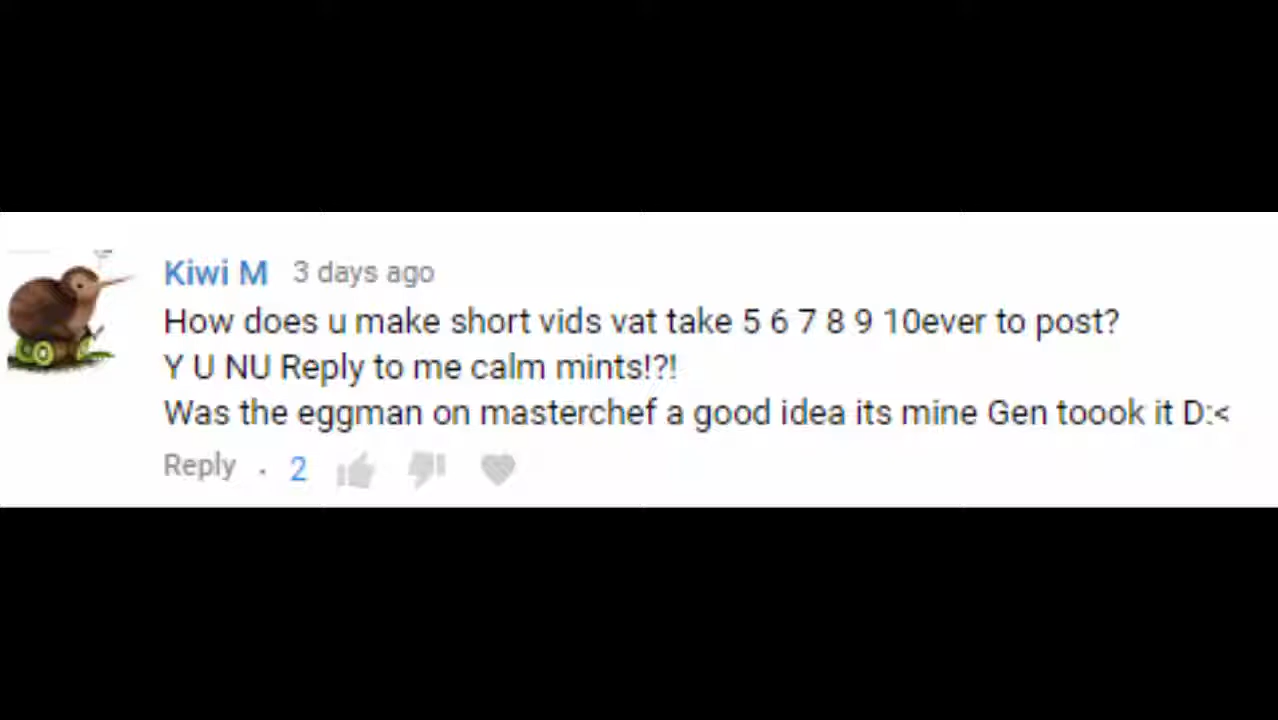 Kiwi M 3 days ago
How does u make short vids vat take 5 6 7 8 9 10ever to post?
Y U NU Reply to me calm mints!?!
Was the eggman on masterchef a good idea its mine Gen toook it D:<
Reply . 2